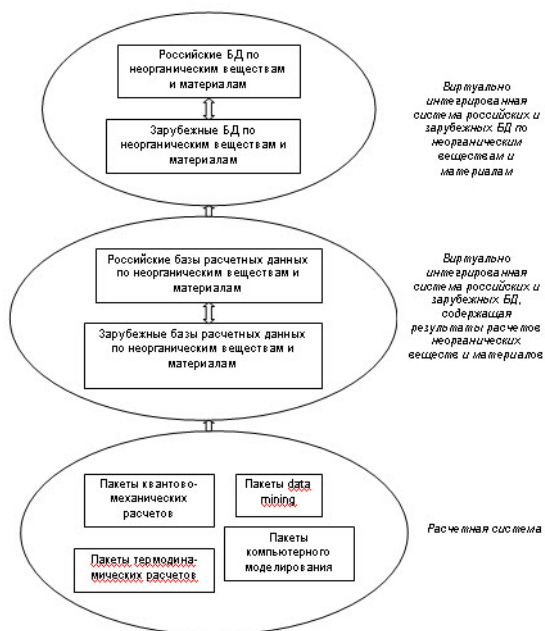 Российские БД по
неорганическим веществам
и материалам
Зарубежные БД по
неорганическим веществам и
материалам
Виртуально
интегрированная
система российских и
зарубежных БД по
неорганическим
веществам и
материалам
Российские базы расчетных данных
по неорганическим веществам и
материалам
Зарубежные базы расчетных данных
по неорганическим веществам и
материалам
Виртуально
интегрированная
система российских и
зарубежных БД,
содержащая
результаты расчетов
неорганических
веществ и материалов
Пакеты квантово-
механических
расчетов
Пакеты data
mining
Пакеты термодина-
мических расчетов
Пакеты
компьютерного
моделирования
Расчетная система